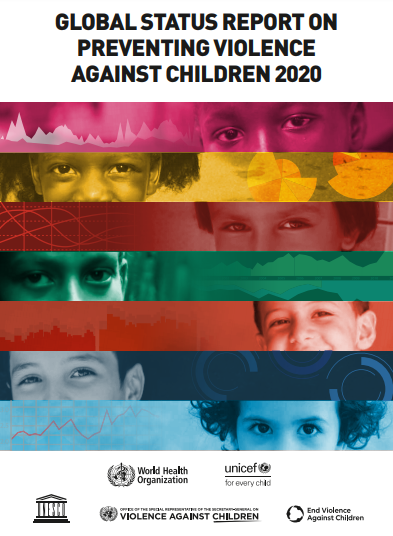 GLOBAL STATUS REPORT ON
PREVENTING VIOLENCE
AGAINST CHILDREN 2020
World Health
Organization
unicef
for every child
UNESCO
OFFICE OF THE SPECIAL REPRESENTATIVE OF THE SECRETARY-GENERAL ON
VIOLENCE AGAINST CHILDREN
End Violence
Against Children